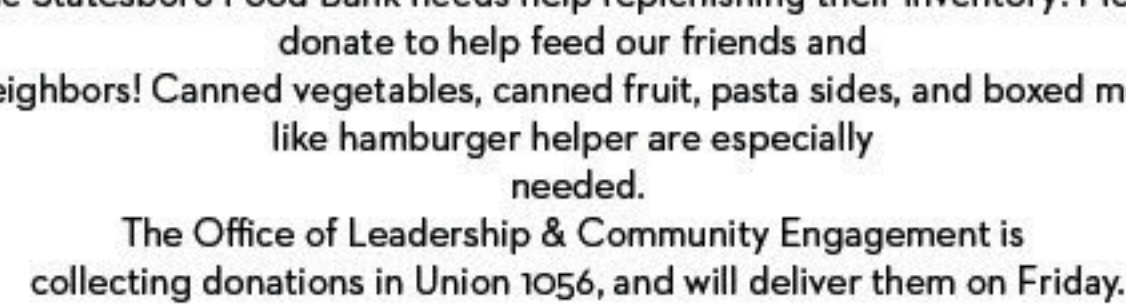 Statesboro Food Bank needs help replenishing their inventory!
donate to help feed our friends and
eighbors! Canned vegetables, canned fruit, pasta sides, and boxed m
like hamburger helper are especially
needed.
The Office of Leadership & Community Engagement is
collecting donations in Union 1056, and will deliver them on Friday.